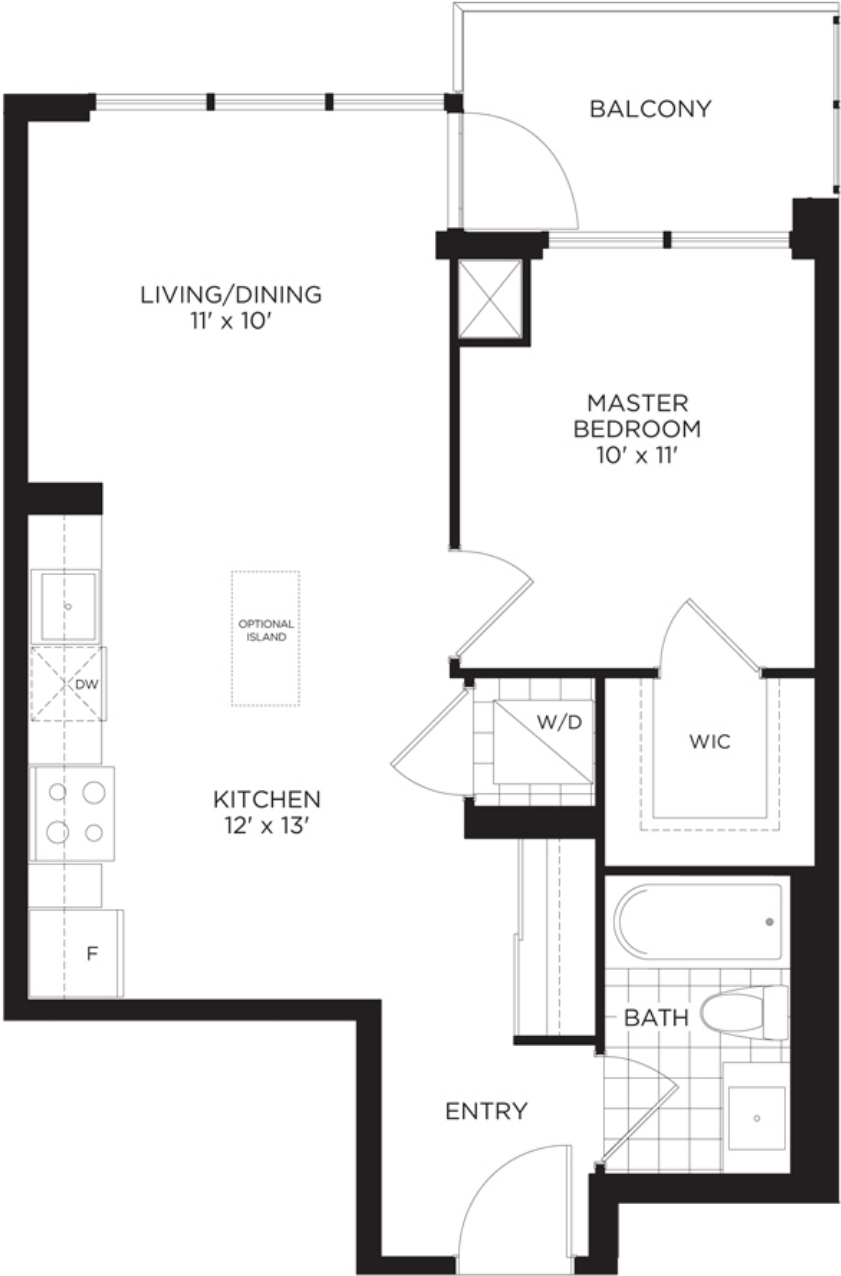 BALCONY
LIVING/DINING
11' x 10'
MASTER
BEDROOM
10' x 11'
OPTIONAL
ISLAND
DW
W/D
WIC
KITCHEN
12' x 13'
F
BATH
ENTRY